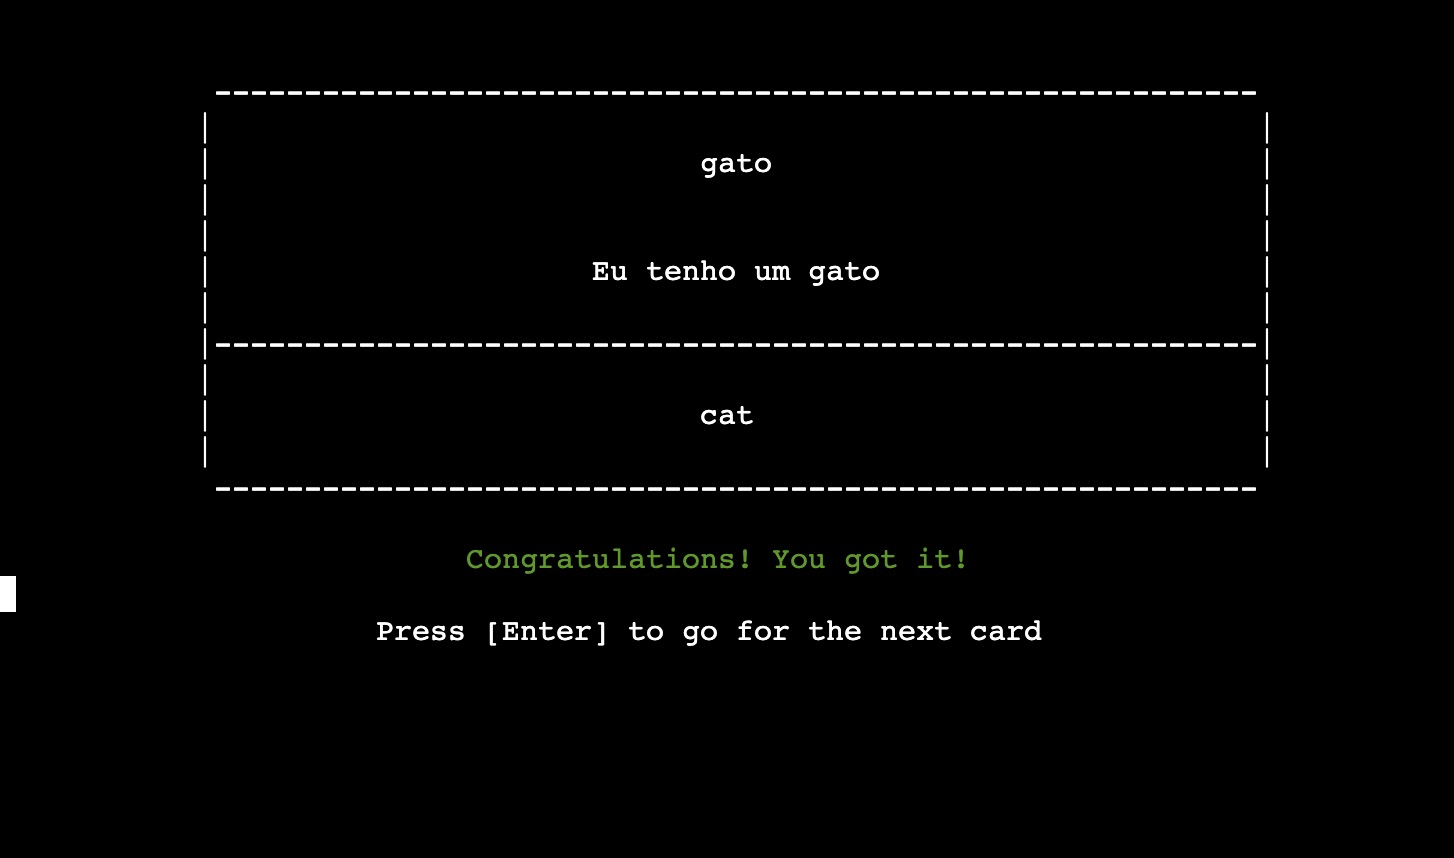 gato
Eu tenho um gato
cat
Congratulations! You got it!
Press [Enter] to go for the next card